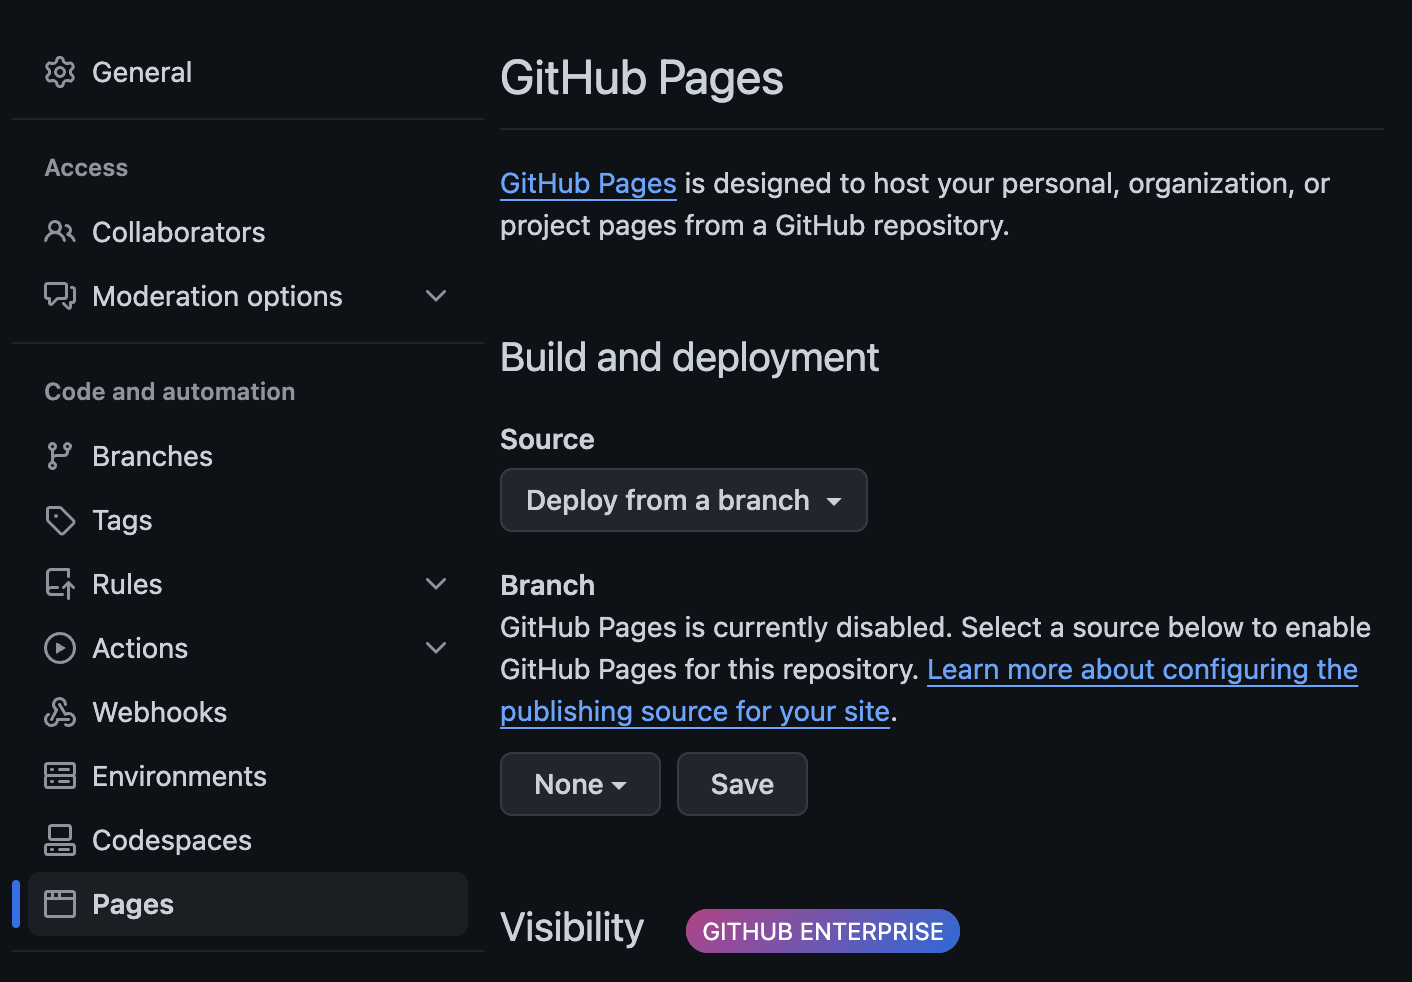 General
Access
Collaborators
Moderation options
Code and automation
Branches
Tags
Rules
Actions
Webhooks
Environments
Codespaces
Pages
GitHub Pages
GitHub Pages is designed to host your personal, organization, or
project pages from a GitHub repository.
Build and deployment
Source
Deploy from a branch
Branch
GitHub Pages is currently disabled. Select a source below to enable
GitHub Pages for this repository. Learn more about configuring the
publishing source for your site.
None
Save
Visibility
GITHUB ENTERPRISE